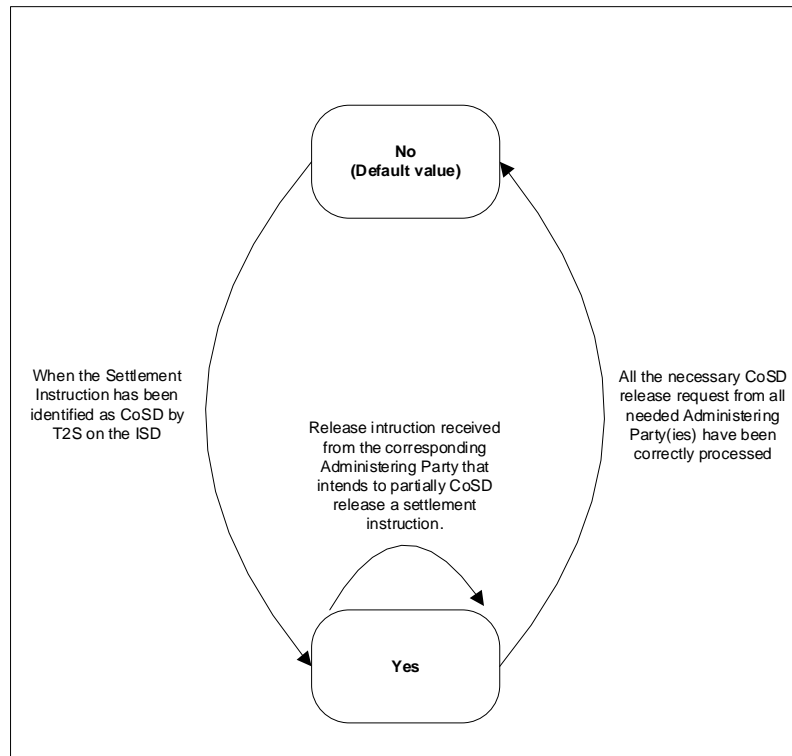 No
(Default value)
When the Settlement
Instruction has been
identified as CoSD by
T2S on the ISD
Release intruction received
from the corresponding
Administering Party that
intends to partially CoSD
release a settlement
instruction.
All the necessary CoSD
release request from all
needed Administering
Party(ies) have been
correctly processed
Yes